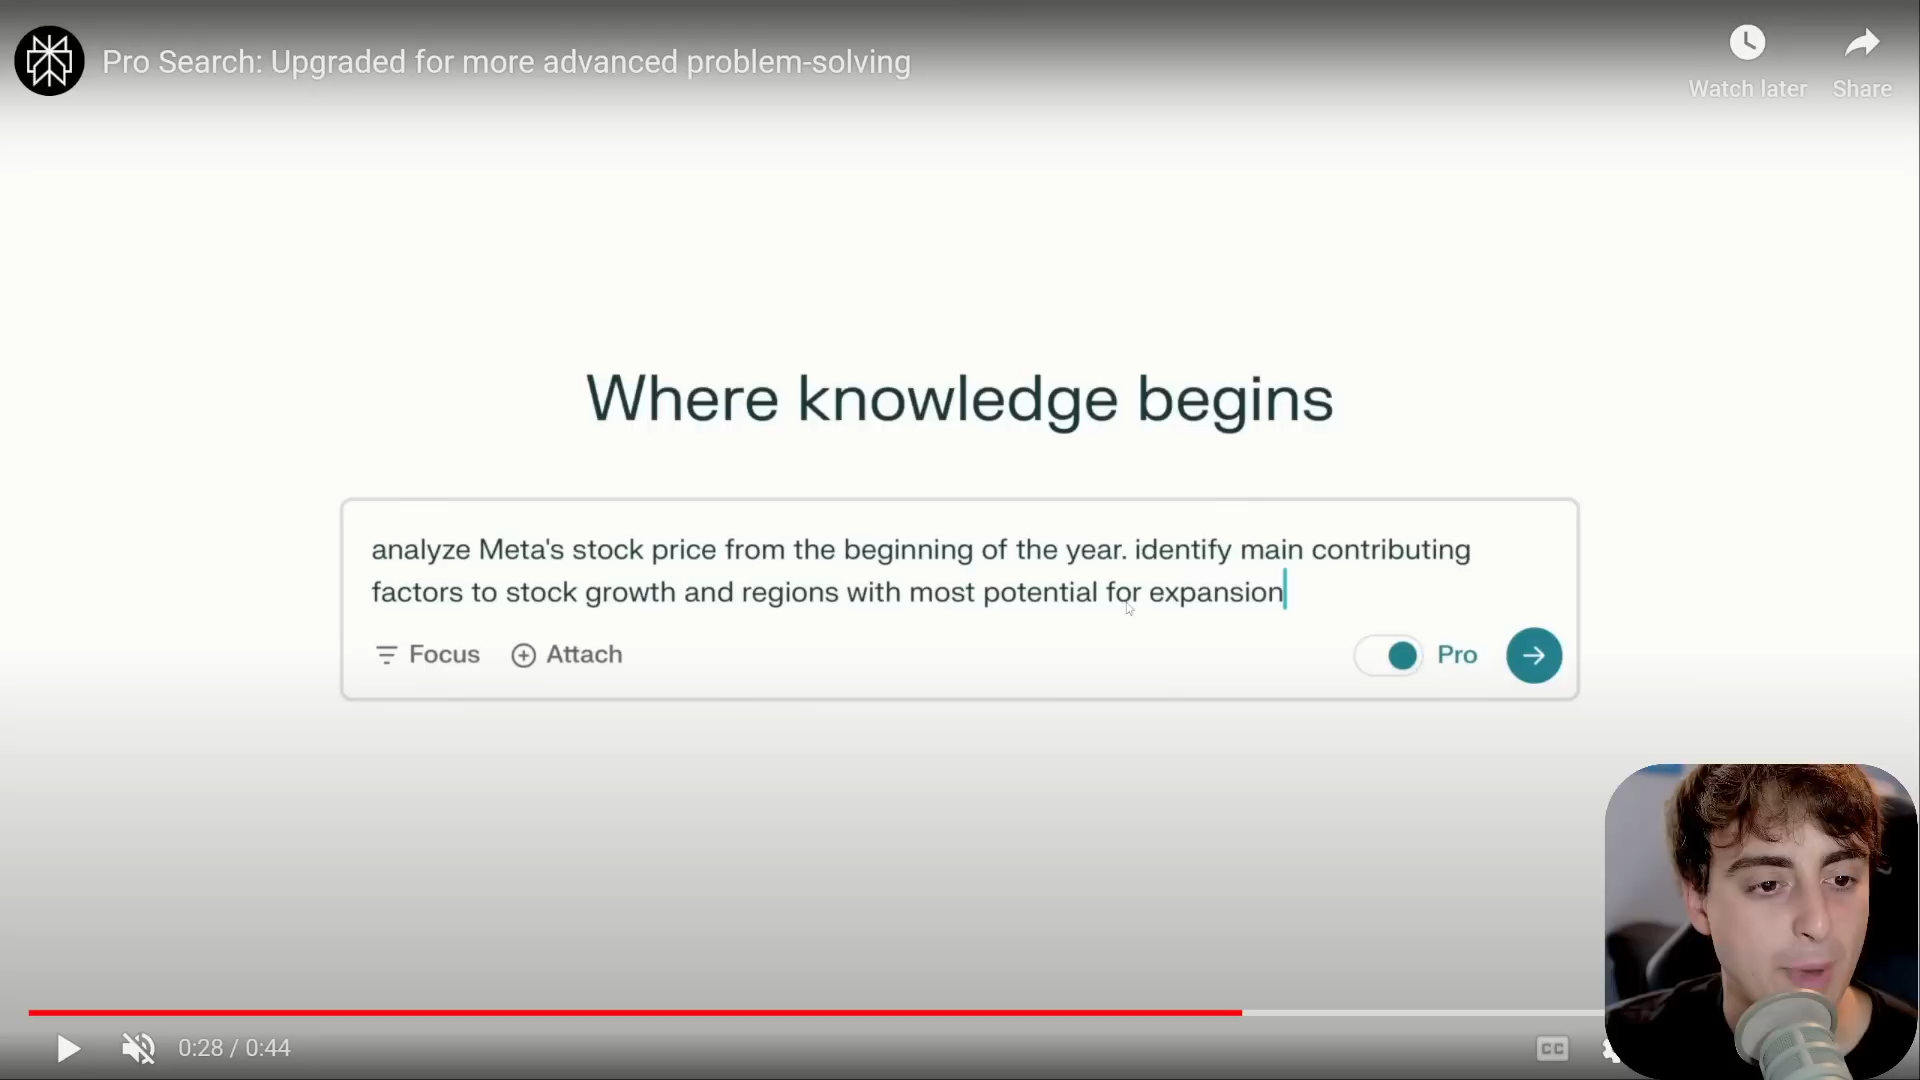 Pro Search: Upgraded for more advanced problem-solving
Watch later
Share
Where knowledge begins
analyze Meta's stock price from the beginning of the year. identify main contributing
factors to stock growth and regions with most potential for expansion
Focus
Attach
Pro
0:28 / 0:44
CC